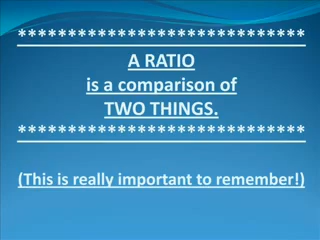 *****************************
A RATIO
is a comparison of
TWO THINGS.
*****************************
(This is really important to remember!)